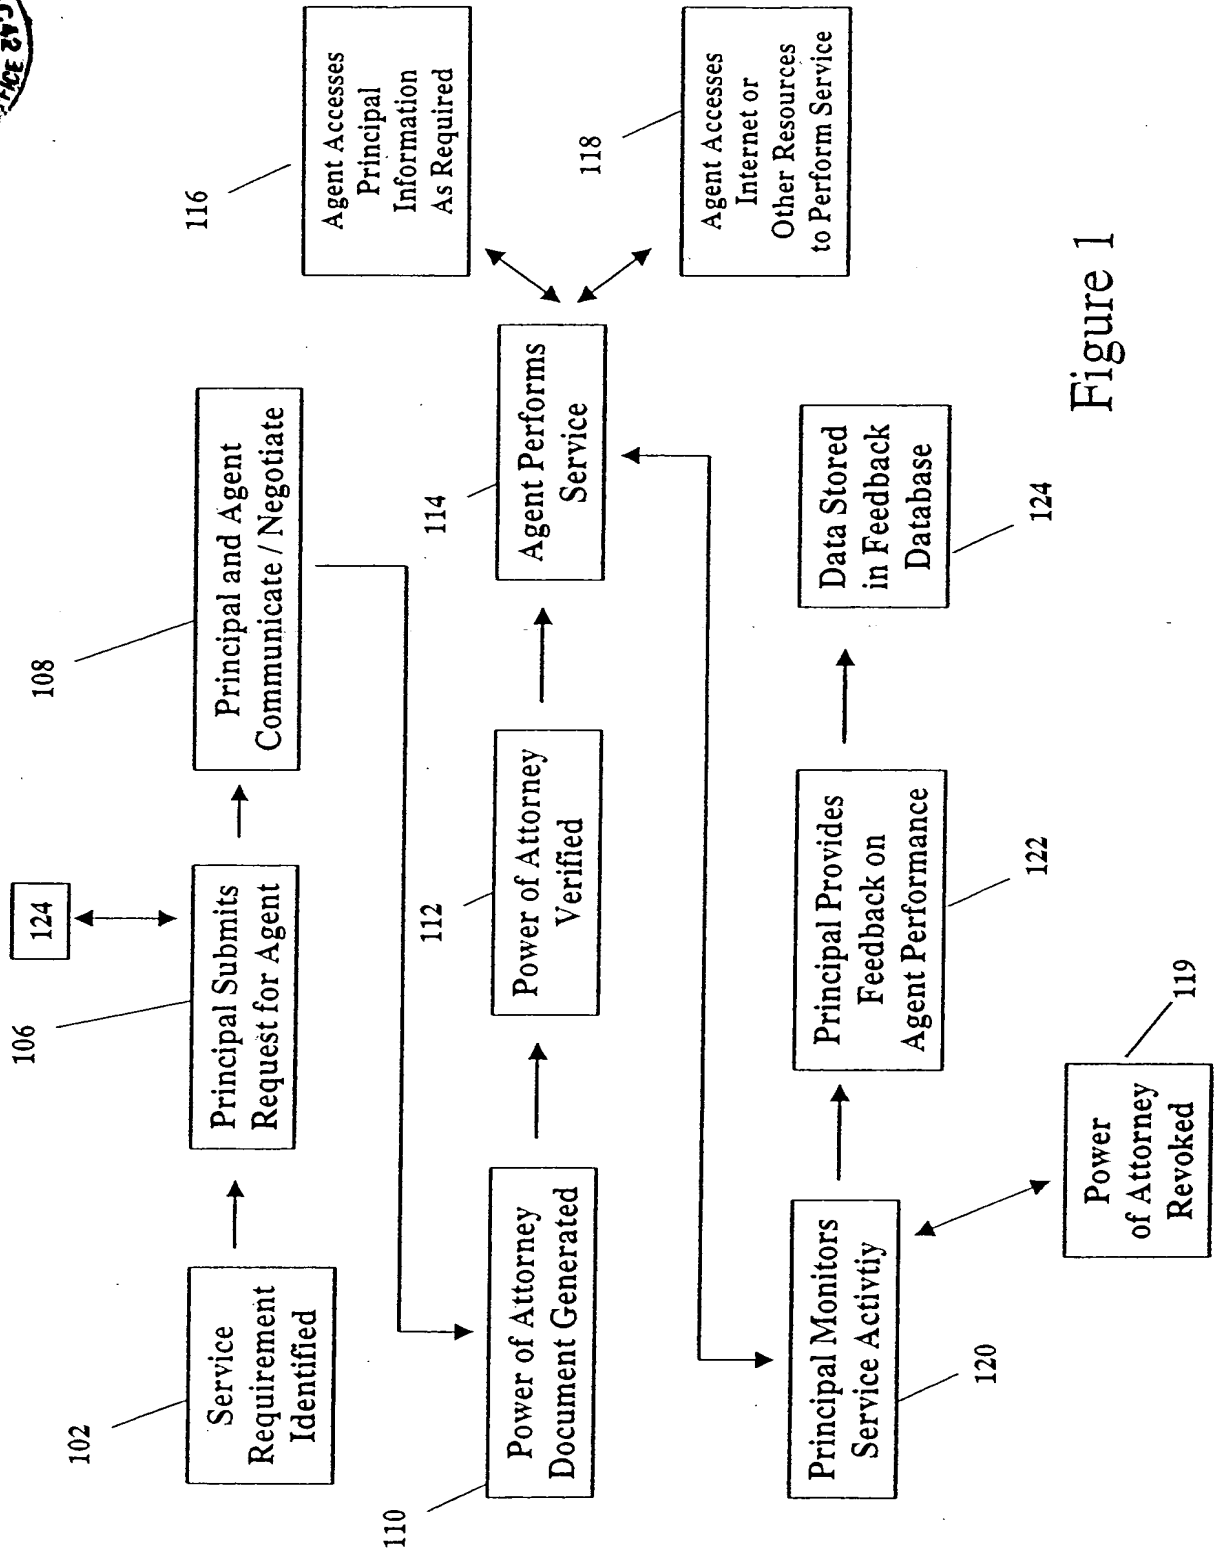 124
102
Service
Requirement
Identified
106
Principal Submits
Request for Agent
108
Principal and Agent
Communicate / Negotiate
110
Power of Attorney
Document Generated
112
Power of Attorney
Verified
114
Agent Performs
Service
116
Agent Accesses
Principal
Information
As Required
118
Agent Accesses
Internet or
Other Resources
to Perform Service
Principal Monitors
Service Activtiy
120
Principal Provides
Feedback on
Agent Performance
122
Data Stored
in Feedback
Database
124
Power
of Attorney
Revoked
119
Figure 1